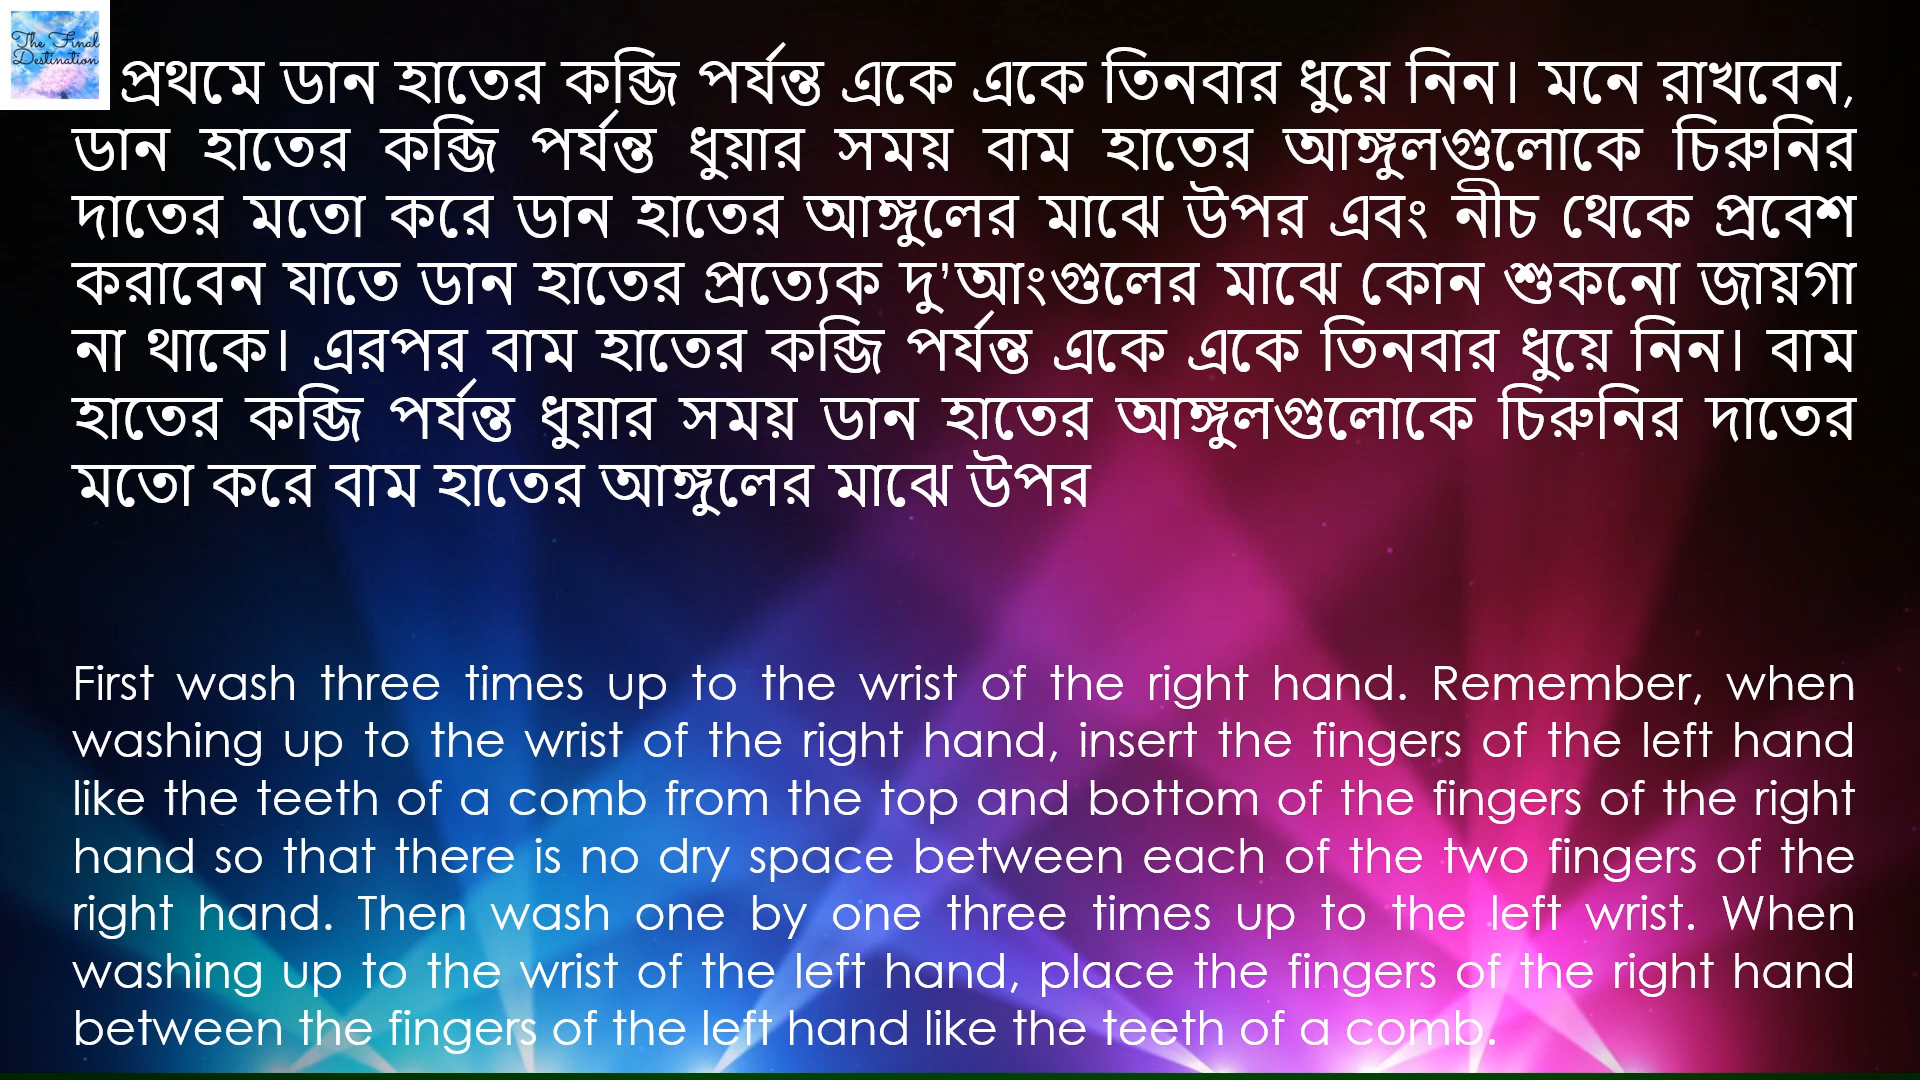 The Final
Destination
প্রথমে ডান হাতের কব্জি পর্যন্ত একে একে তিনবার ধুয়ে নিন। মনে রাখবেন,
ডান হাতের কব্জি পর্যন্ত ধুয়ার সময় বাম হাতের আঙ্গুলগুলোকে চিরুনির
দাতের মতো করে ডান হাতের আঙ্গুলের মাঝে উপর এবং নীচ থেকে প্রবেশ
করাবেন যাতে ডান হাতের প্রত্যেক দু'আংগুলের মাঝে কোন শুকনো জায়গা
না থাকে। এরপর বাম হাতের কব্জি পর্যন্ত একে একে তিনবার ধুয়ে নিন। বাম
হাতের কব্জি পর্যন্ত ধুয়ার সময় ডান হাতের আঙ্গুলগুলোকে চিরুনির দাতের
মতো করে বাম হাতের আঙ্গুলের মাঝে উপর
First wash three times up to the wrist of the right hand. Remember, when
washing up to the wrist of the right hand, insert the fingers of the left hand
like the teeth of a comb from the top and bottom of the fingers of the right
hand so that there is no dry space between each of the two fingers of the
right hand. Then wash one by one three times up to the left wrist. When
washing up to the wrist of the left hand, place the fingers of the right hand
between the fingers of the left hand like the teeth of a comb.